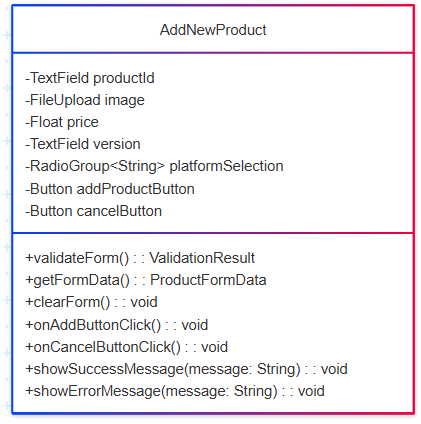 AddNewProduct
-TextField productId
-FileUpload image
-Float price
-TextField version
-RadioGroup<String> platformSelection
-Button addProductButton
-Button cancelButton
+validateForm() : : ValidationResult
+getFormData() : : ProductFormData
+clearForm() : : void
+onAddButtonClick() : : void
+onCancelButtonClick() : : void
+showSuccessMessage(message: String) : : void
+showErrorMessage(message: String) : : void